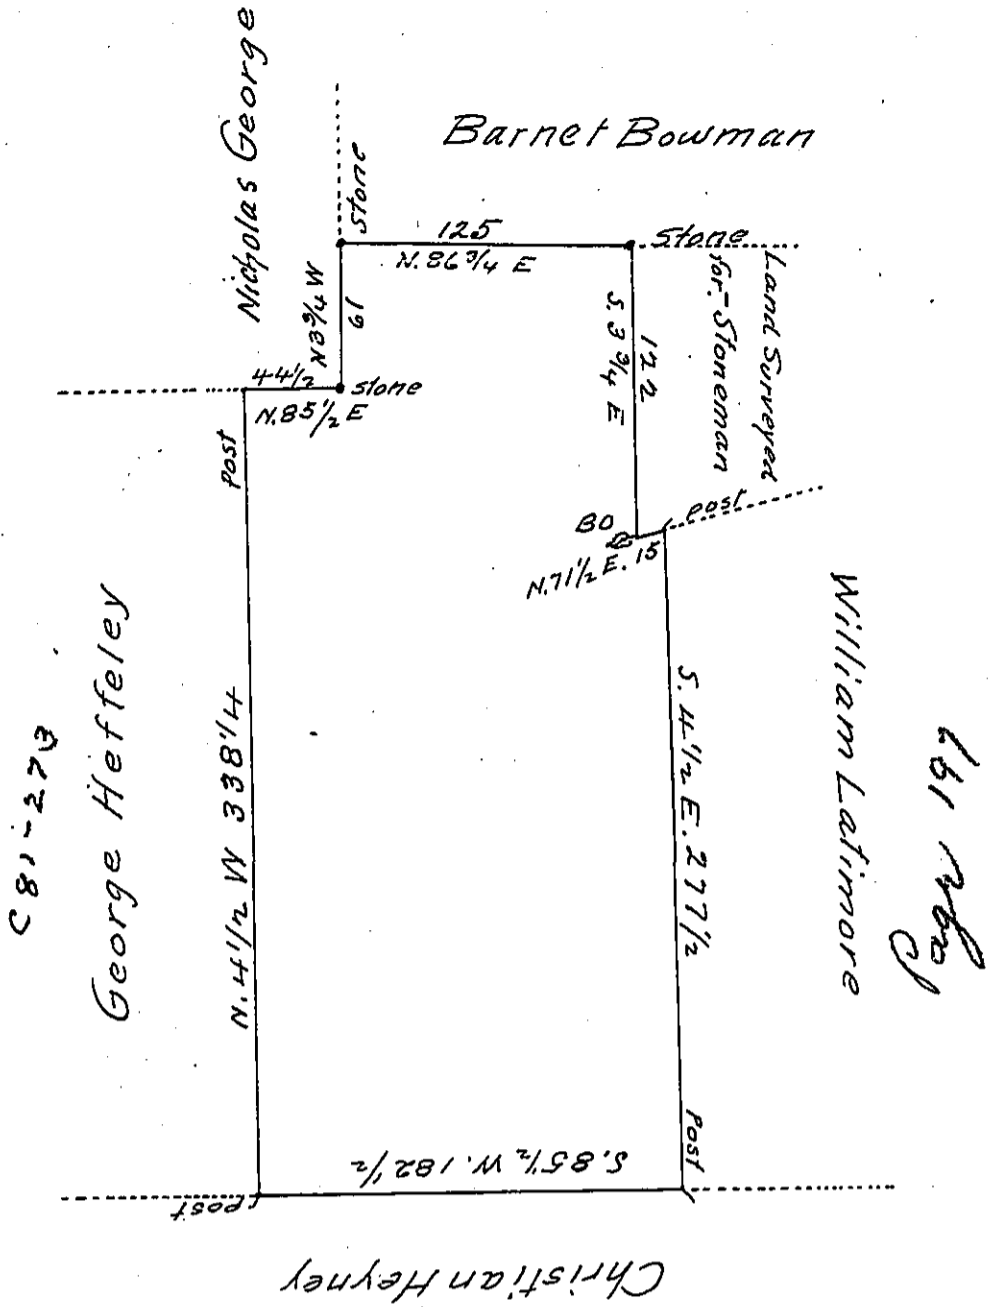 Nicholas George
Barnet Bowman
Stone
125
N. 86 3/4 E
Stone
N 3 3/4 W
61
44 1/2
N. 85 1/2 E
stone
S. 3 3/4 E
122
Land Surveyed
for Stoneman
Post
BO
N. 71 1/2 E. 15
post
George Heffeley
N. 4 1/2 W 338 1/4
S. 4 1/2 E. 277 1/2
William Latimore
C81-273
Post
S. 85 1/2 W. 182 1/2
post
Christian Heyney